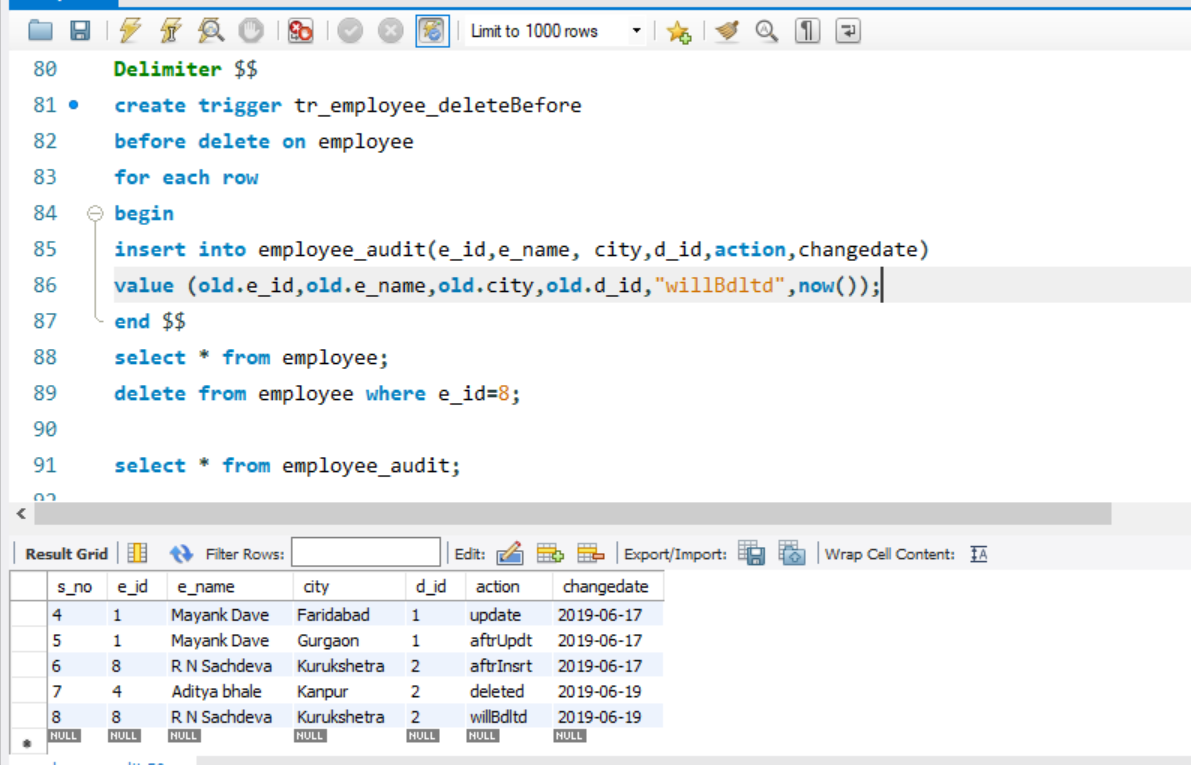 Limit to 1000 rows
80 Delimiter $$
81 create trigger tr_employee_deleteBefore
82 before delete on employee
83 for each row
84 begin
85 insert into employee_audit(e_id,e_name, city,d_id,action,changedate)
86 value (old.e_id,old.e_name,old.city,old.d_id,"willBdltd",now());
87 end $$
88 select * from employee;
89 delete from employee where e_id=8;
90
91 select * from employee_audit;
92
Result Grid Filter Rows: Edit: Export/Import: Wrap Cell Content:
s_no e_id e_name city d_id action changedate
4 1 Mayank Dave Faridabad 1 update 2019-06-17
5 1 Mayank Dave Gurgaon 1 aftrUpdt 2019-06-17
6 8 R N Sachdeva Kurukshetra 2 aftrInsrt 2019-06-17
7 4 Aditya bhale Kanpur 2 deleted 2019-06-19
8 8 R N Sachdeva Kurukshetra 2 willBdltd 2019-06-19
NULL NULL NULL NULL NULL NULL NULL